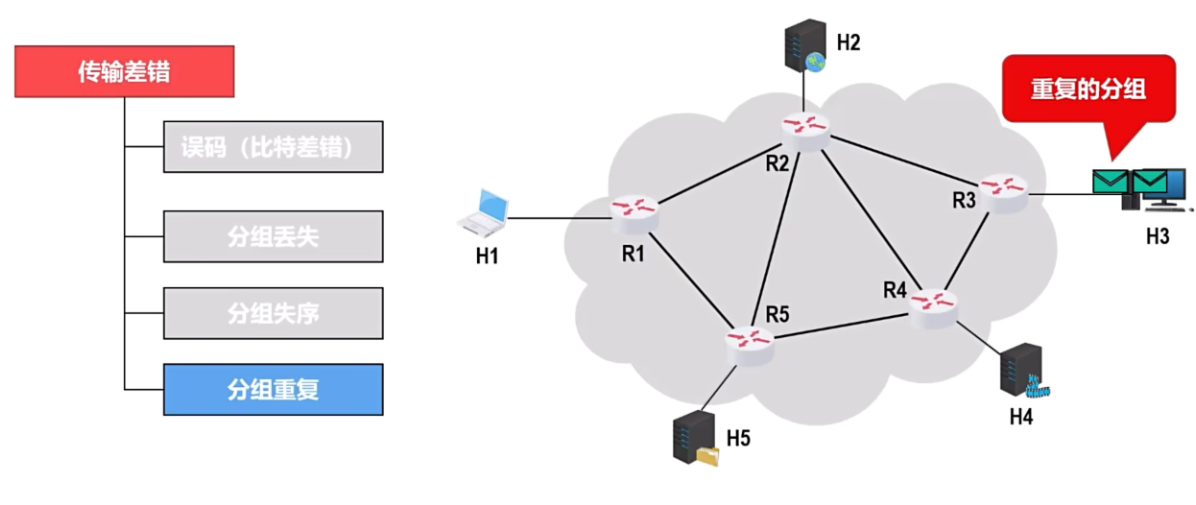 传输差错
误码（比特差错）
分组丢失
分组失序
分组重复
H2
重复的分组
R2
R3
H3
H1
R1
R4
R5
H4
H5